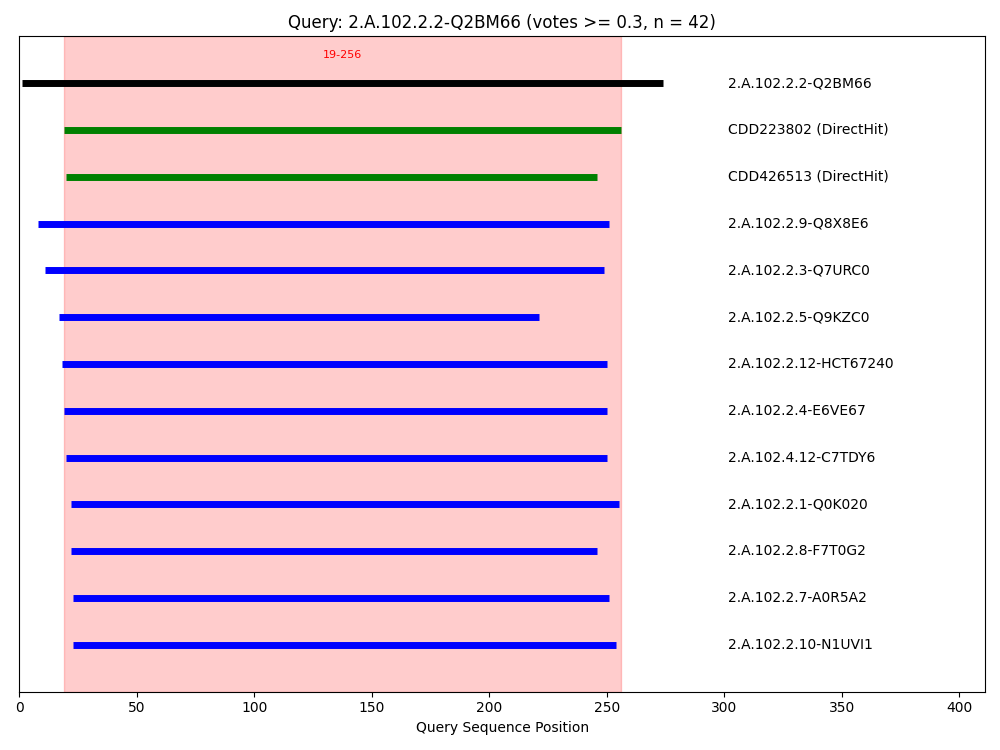 Query: 2.A.102.2.2-Q2BM66 (votes >= 0.3, n = 42)
19-256
2.A.102.2.2-Q2BM66
CDD223802 (DirectHit)
CDD426513 (DirectHit)
2.A.102.2.9-Q8X8E6
2.A.102.2.3-Q7URC0
2.A.102.2.5-Q9KZC0
2.A.102.2.12-HCT67240
2.A.102.2.4-E6VE67
2.A.102.4.12-C7TDY6
2.A.102.2.1-Q0K020
2.A.102.2.8-F7T0G2
2.A.102.2.7-A0R5A2
2.A.102.2.10-N1UVI1
0 50 100 150 200 250 300 350 400
Query Sequence Position